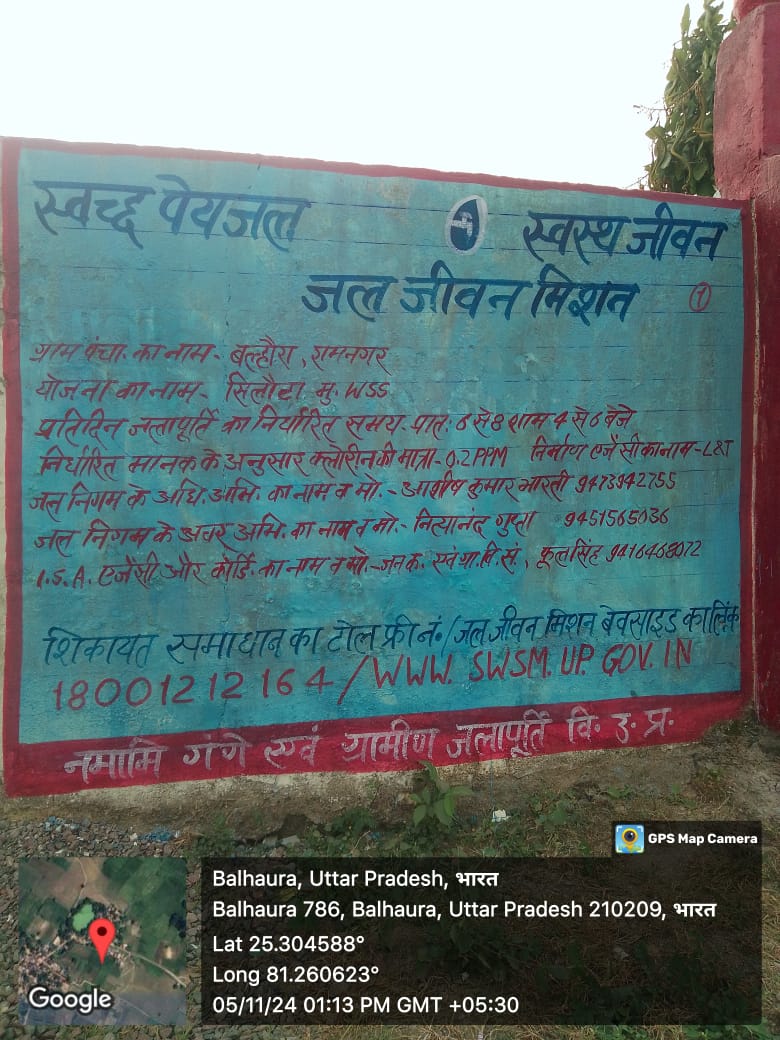 स्वच्छ पेयजल स्वस्थ जीवन
जल जीवन मिशन 1
ग्राम पंचा. का नाम - बल्हौरा, रामनगर
योजना का नाम - सिलौटा मु. WSS
प्रतिदिन जलापूर्ति का निर्धारित समय - प्रात: 6 से 8 शाम 4 से 6 बजे
निर्धारित मानक के अनुसार क्लोरीन की मात्रा - 0.2 PPM निर्माण एजेंसी का नाम - L&T
जल निगम के अधि. अभि. का नाम व मो. - आशीष कुमार भारती 9473942755
जल निगम के अवर अभि. का नाम व मो. - नित्यानंद गुप्ता 9451565036
I.S.A. एजेंसी और कोर्डि. का नाम व मो. - जन क. एवं ग्रा. वि. सं., फूलसिंह 9416468072
शिकायत समाधान का टोल फ्री नं. / जल जीवन मिशन बेवसाइड का लिंक
18001212164 / WWW. SWSM. UP. GOV. IN
नमामि गंगे एवं ग्रामीण जलापूर्ति वि. उ. प्र.
GPS Map Camera
Balhaura, Uttar Pradesh, भारत
Balhaura 786, Balhaura, Uttar Pradesh 210209, भारत
Lat 25.304588°
Long 81.260623°
05/11/24 01:13 PM GMT +05:30
Google